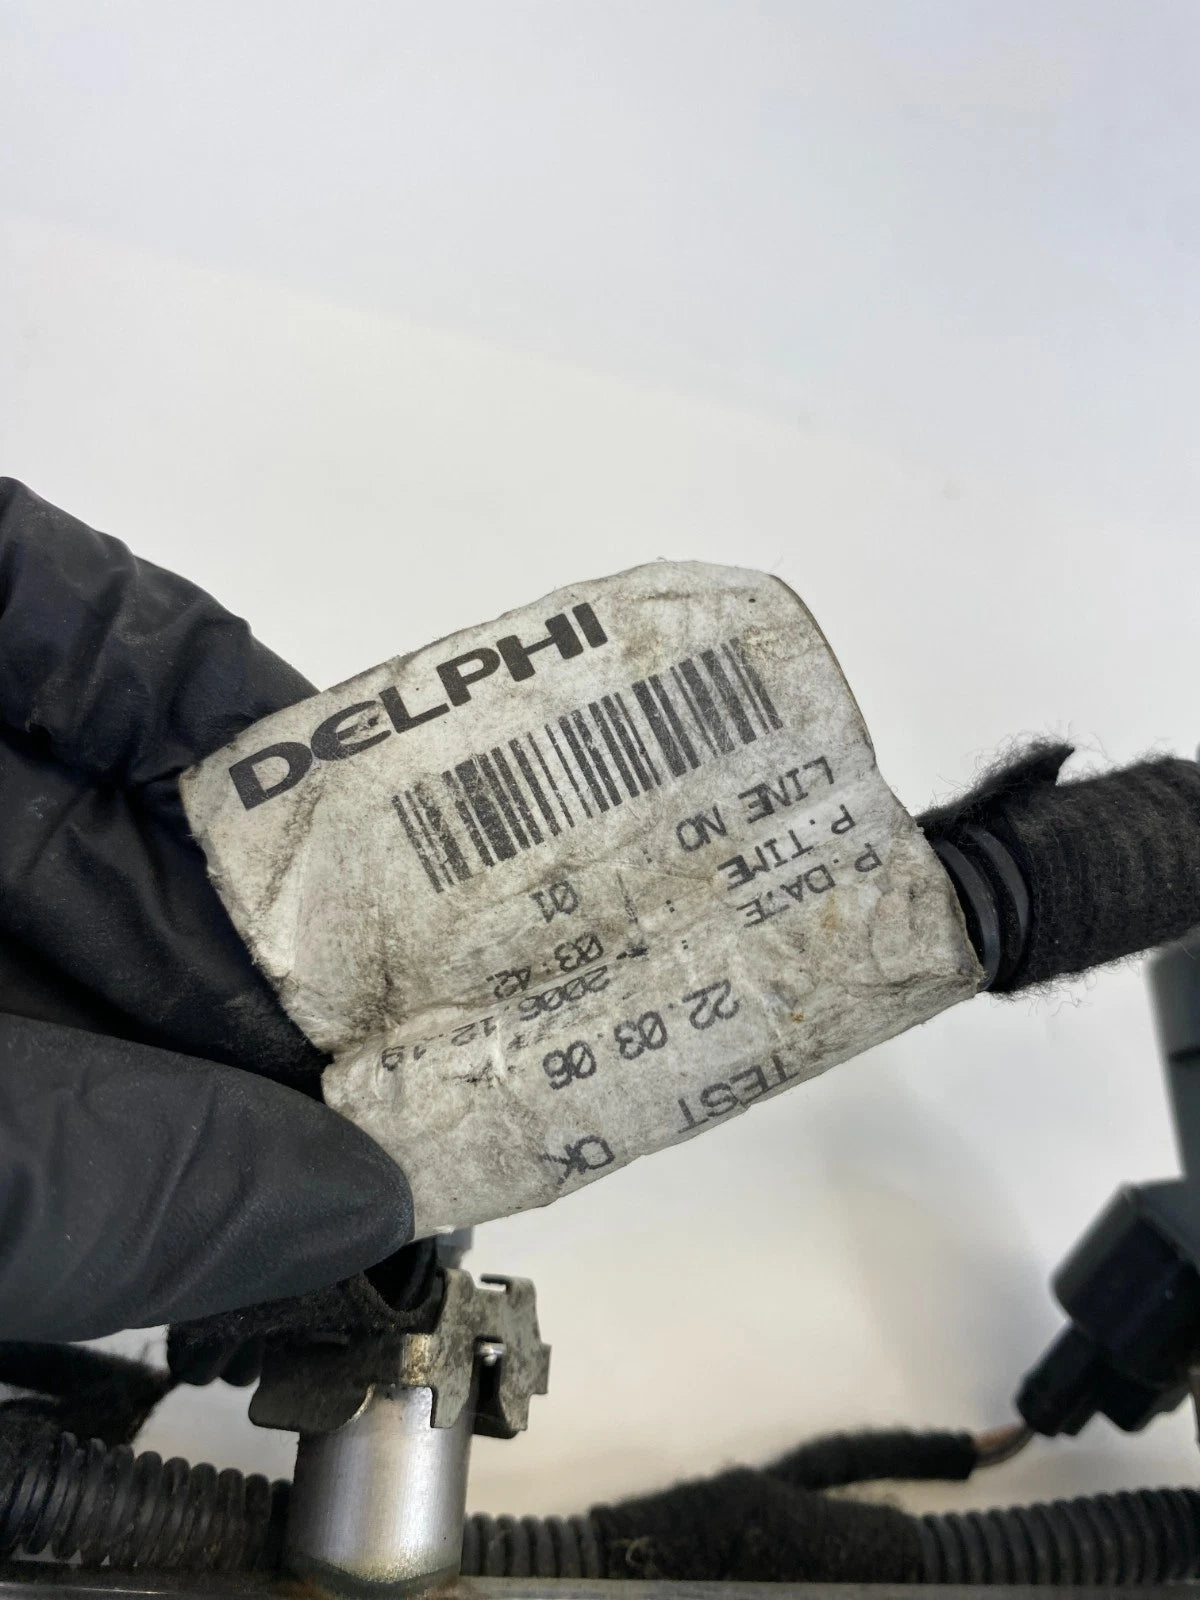 DELPHI
TEST OK
22.03.06
P.DATE : 2006.12.19
P.TIME : 03:42
LINE NO : 01